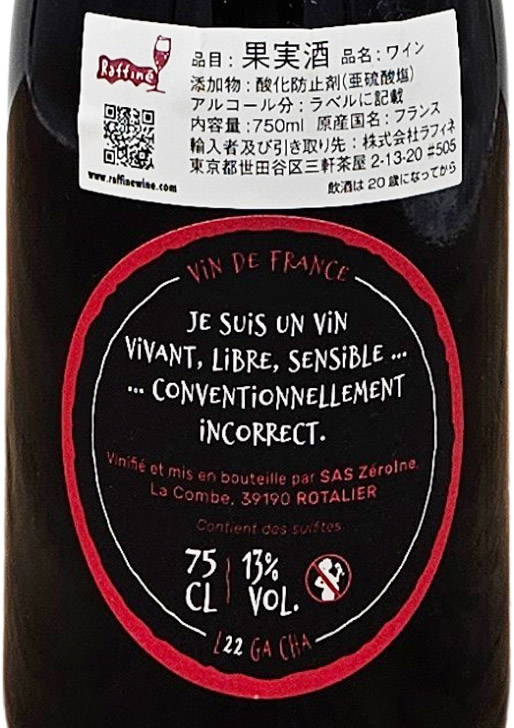 Raffiné
品目 : 果実酒 品名 : ワイン
添加物 : 酸化防止剤(亜硫酸塩)
アルコール分 : ラベルに記載
内容量 : 750ml 原産国名 : フランス
輸入者及び引き取り先 : 株式会社ラフィネ
東京都世田谷区三軒茶屋 2-13-20 #505
www.raffinewine.com
飲酒は 20 歳になってから
ViN DE FRANCE
JE SUiS UN ViN
ViVANT, LiBRE, SENSiBLE ...
... CONVENTiONNELLEMENT
iNCORRECT.
Vinifié et mis en bouteille par SAS ZéroIne.
La Combe, 39190 ROTALIER
Contient des sulfites
75 CL | 13% VOL.
L22 GA CHA